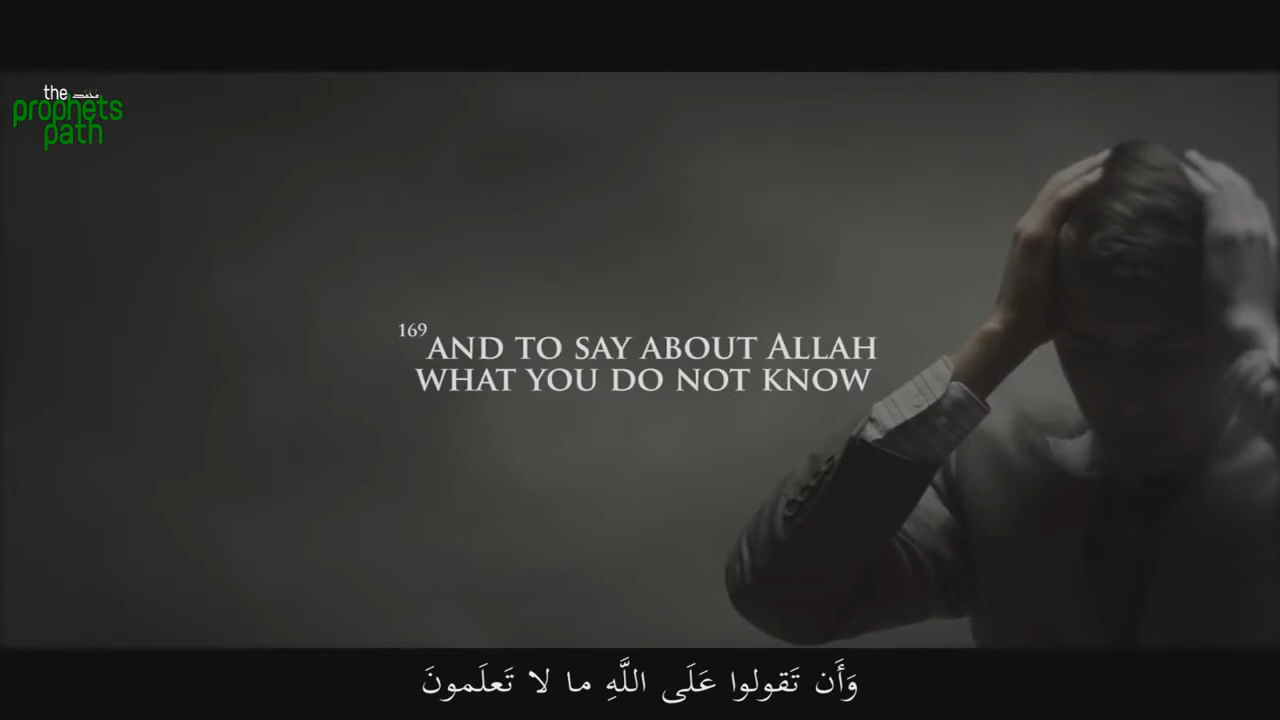 the محمد
prophets
path
169 AND TO SAY ABOUT ALLAH
WHAT YOU DO NOT KNOW
وَأَن تَقولوا عَلَى اللَّهِ ما لا تَعلَمونَ